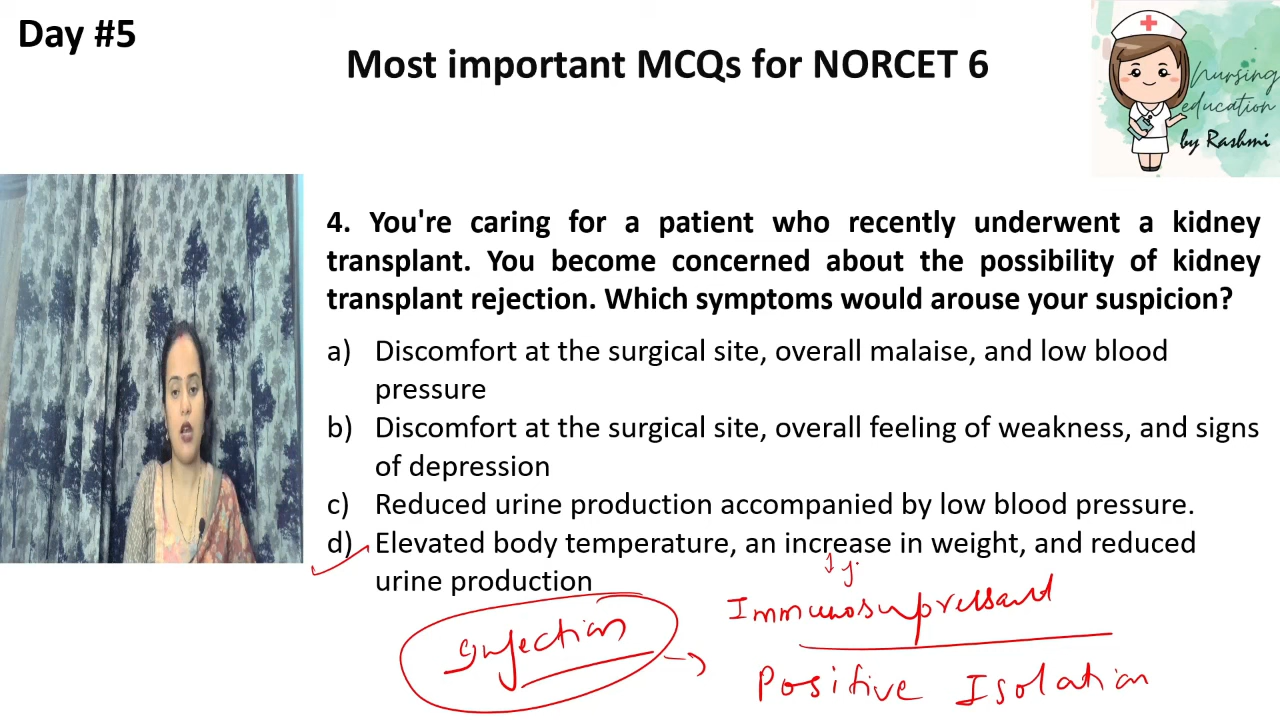 Day #5
Most important MCQs for NORCET 6
Nursing
education
by Rashmi
4. You're caring for a patient who recently underwent a kidney
transplant. You become concerned about the possibility of kidney
transplant rejection. Which symptoms would arouse your suspicion?
a) Discomfort at the surgical site, overall malaise, and low blood
pressure
b) Discomfort at the surgical site, overall feeling of weakness, and signs
of depression
c) Reduced urine production accompanied by low blood pressure.
d) Elevated body temperature, an increase in weight, and reduced
urine production
Immunosupressant
Infection
Positive Isolation